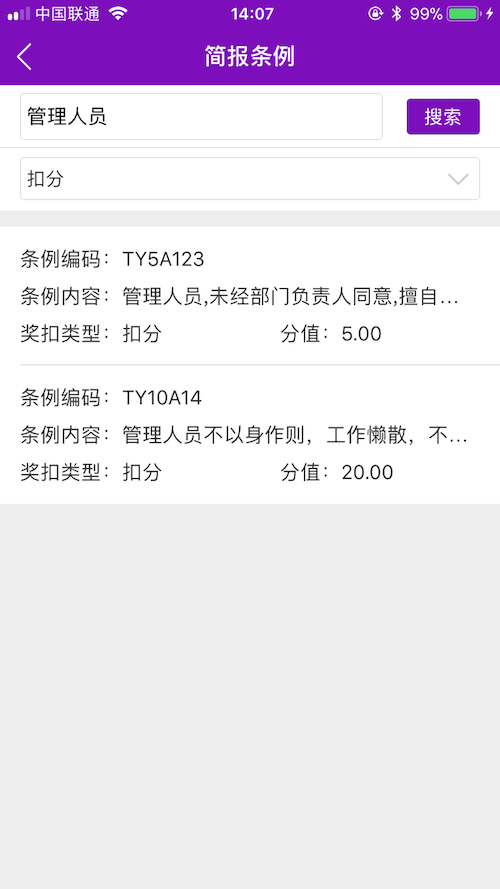 中国联通 14:07 99%
简报条例
管理人员 搜索
扣分
条例编码：TY5A123
条例内容：管理人员,未经部门负责人同意,擅自...
奖扣类型：扣分 分值：5.00
条例编码：TY10A14
条例内容：管理人员不以身作则，工作懒散，不...
奖扣类型：扣分 分值：20.00